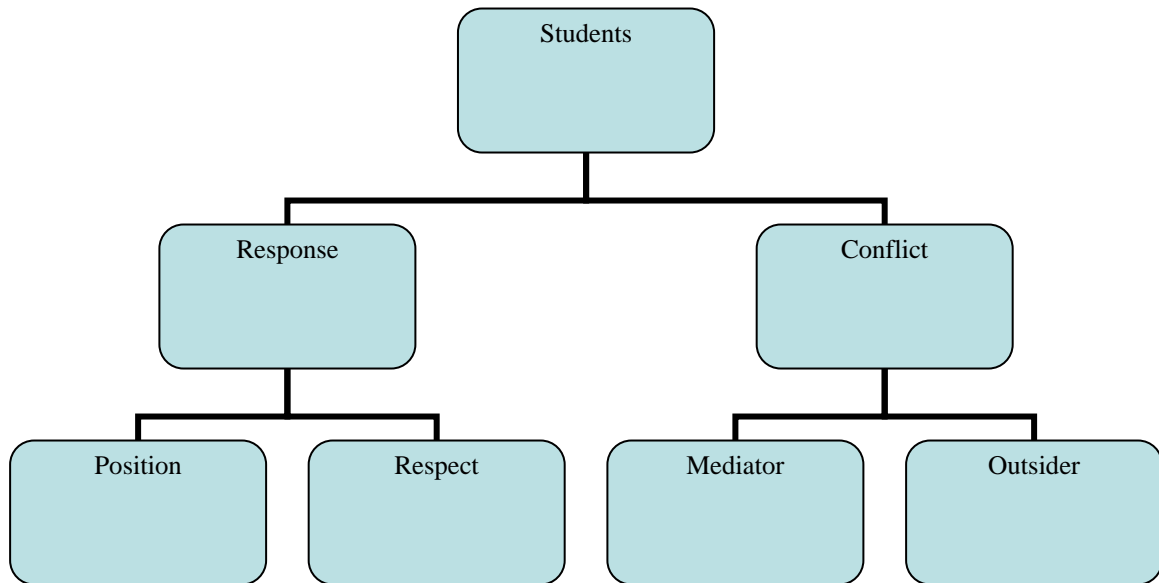 Students
Response
Conflict
Position
Respect
Mediator
Outsider